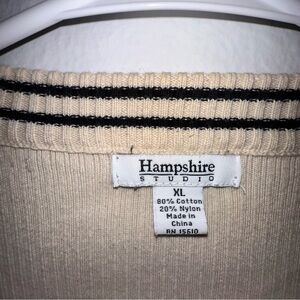 Hampshire
STUDIO
XL
80% Cotton
20% Nylon
Made in
China
RN 15610